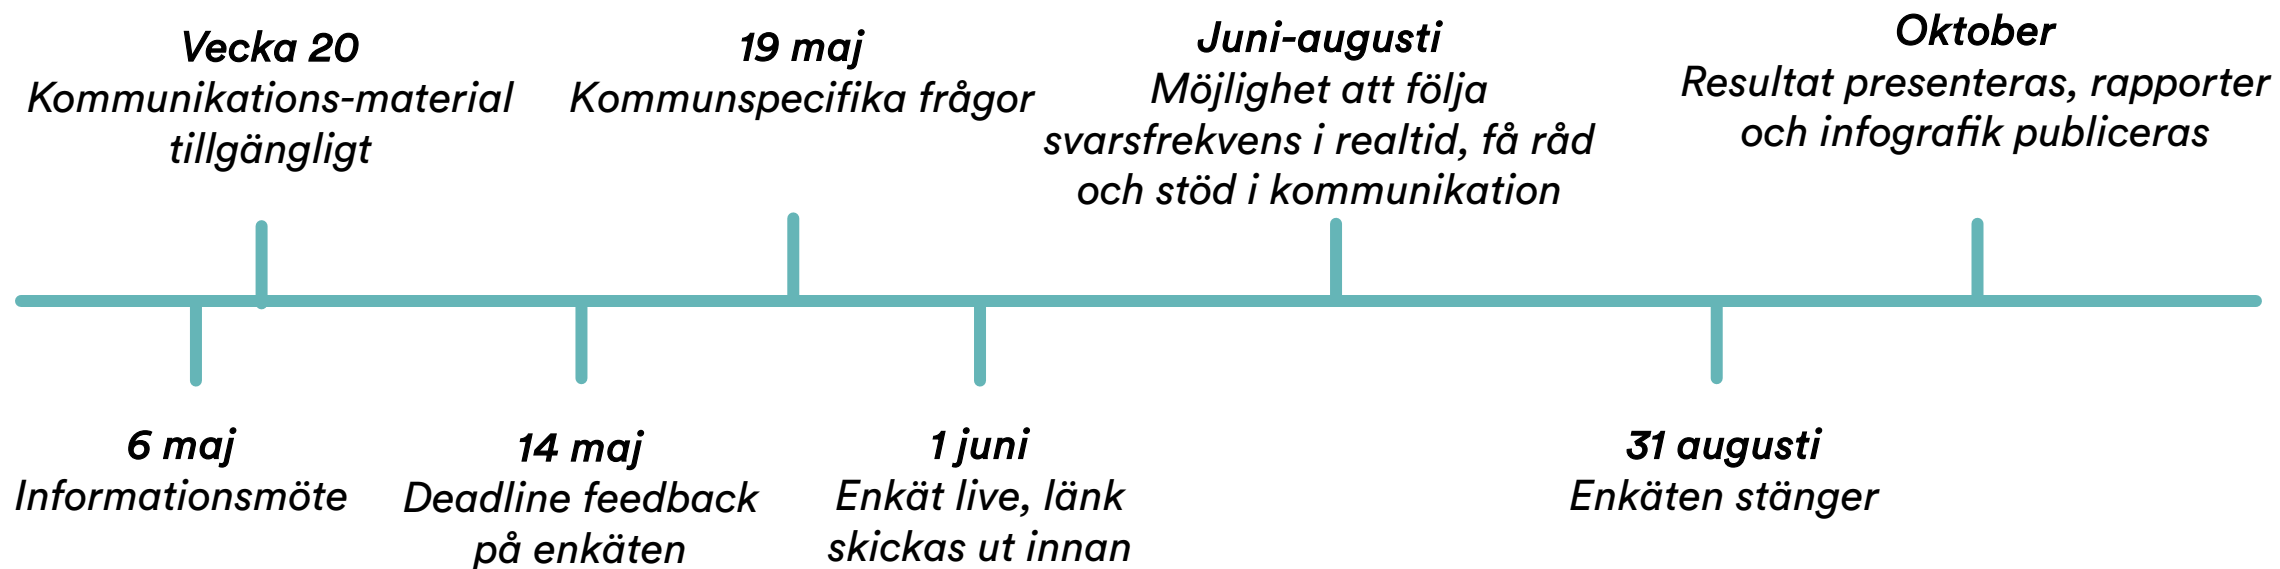 Vecka 20
Kommunikations-material
tillgängligt
19 maj
Kommunspecifika frågor
Juni-augusti
Möjlighet att följa
svarsfrekvens i realtid, få råd
och stöd i kommunikation
Oktober
Resultat presenteras, rapporter
och infografik publiceras
6 maj
Informationsmöte
14 maj
Deadline feedback
på enkäten
1 juni
Enkät live, länk
skickas ut innan
31 augusti
Enkäten stänger